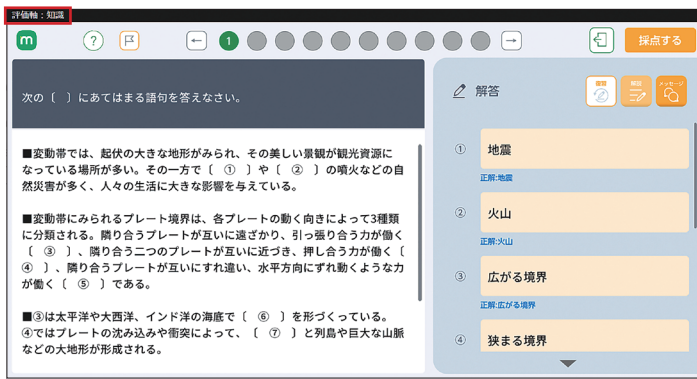 評価軸：知識
m
?
1
採点する
次の〔　〕にあてはまる語句を答えなさい。
解答
メッセージ
■変動帯では、起伏の大きな地形がみられ、その美しい景観が観光資源に
なっている場所が多い。その一方で〔　①　〕や〔　②　〕の噴火などの自
然災害が多く、人々の生活に大きな影響を与えている。
■変動帯にみられるプレート境界は、各プレートの動く向きによって3種類
に分類される。隣り合うプレートが互いに遠ざかり、引っ張り合う力が働く
〔　③　〕、隣り合う二つのプレートが互いに近づき、押し合う力が働く〔
④　〕、隣り合うプレートが互いにすれ違い、水平方向にずれ動くような力
が働く〔　⑤　〕である。
■③は太平洋や大西洋、インド洋の海底で〔　⑥　〕を形づくっている。
④ではプレートの沈み込みや衝突によって、〔　⑦　〕と列島や巨大な山脈
などの大地形が形成される。
① 地震
正解:地震
② 火山
正解:火山
③ 広がる境界
正解:広がる境界
④ 狭まる境界